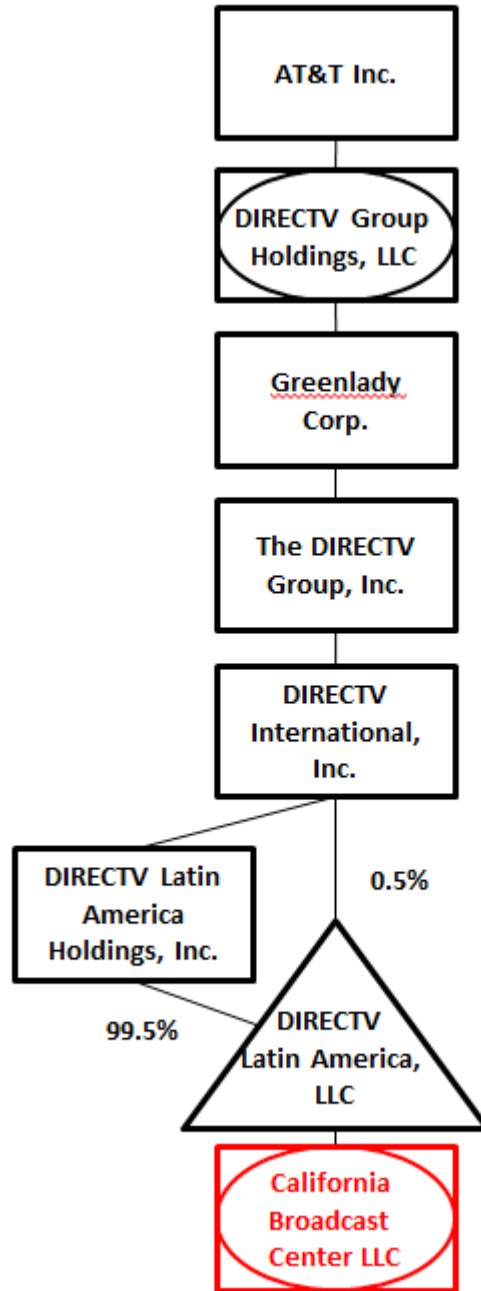 AT&T Inc.
DIRECTV Group
Holdings, LLC
Greenlady
Corp.
The DIRECTV
Group, Inc.
DIRECTV
International,
Inc.
DIRECTV Latin
America
Holdings, Inc.
0.5%
99.5%
DIRECTV
Latin America,
LLC
California
Broadcast
Center LLC